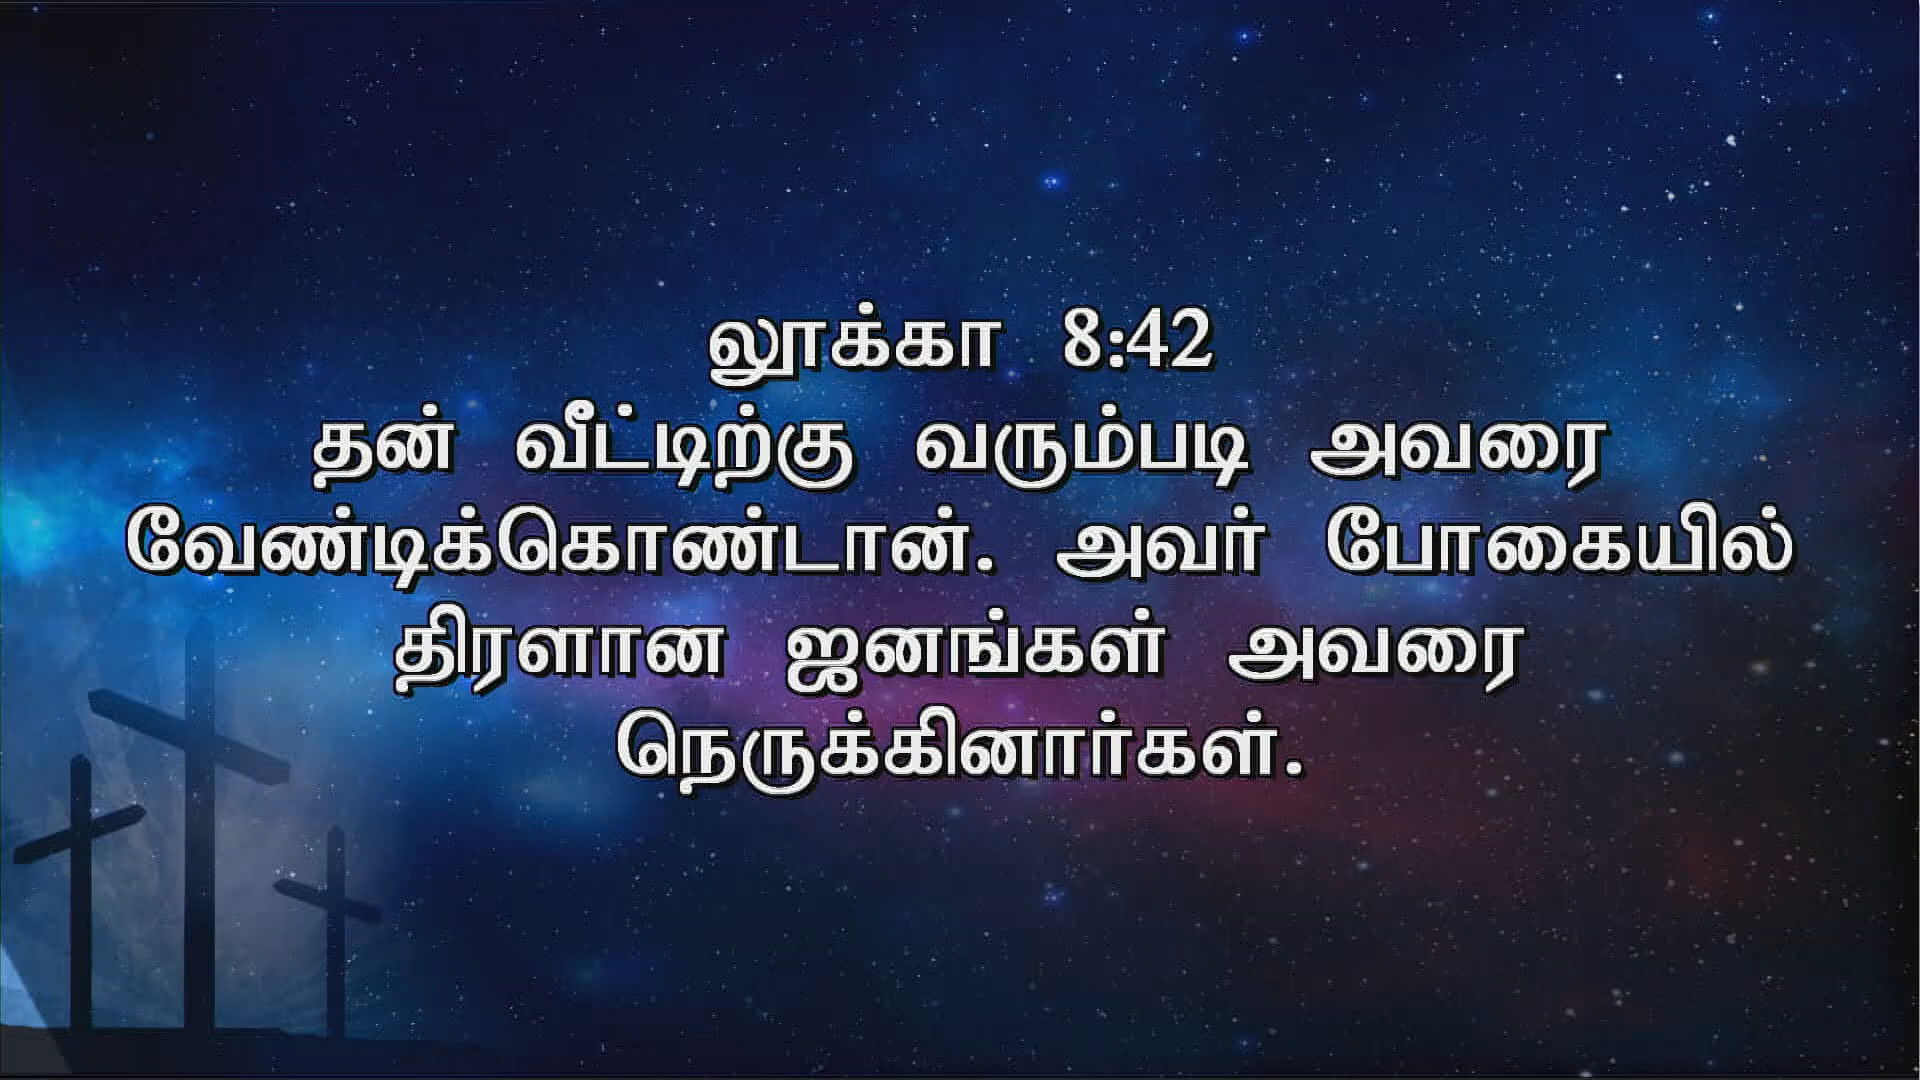 லூக்கா 8:42
தன் வீட்டிற்கு வரும்படி அவரை
வேண்டிக்கொண்டான். அவர் போகையில்
திரளான ஜனங்கள் அவரை
நெருக்கினார்கள்.